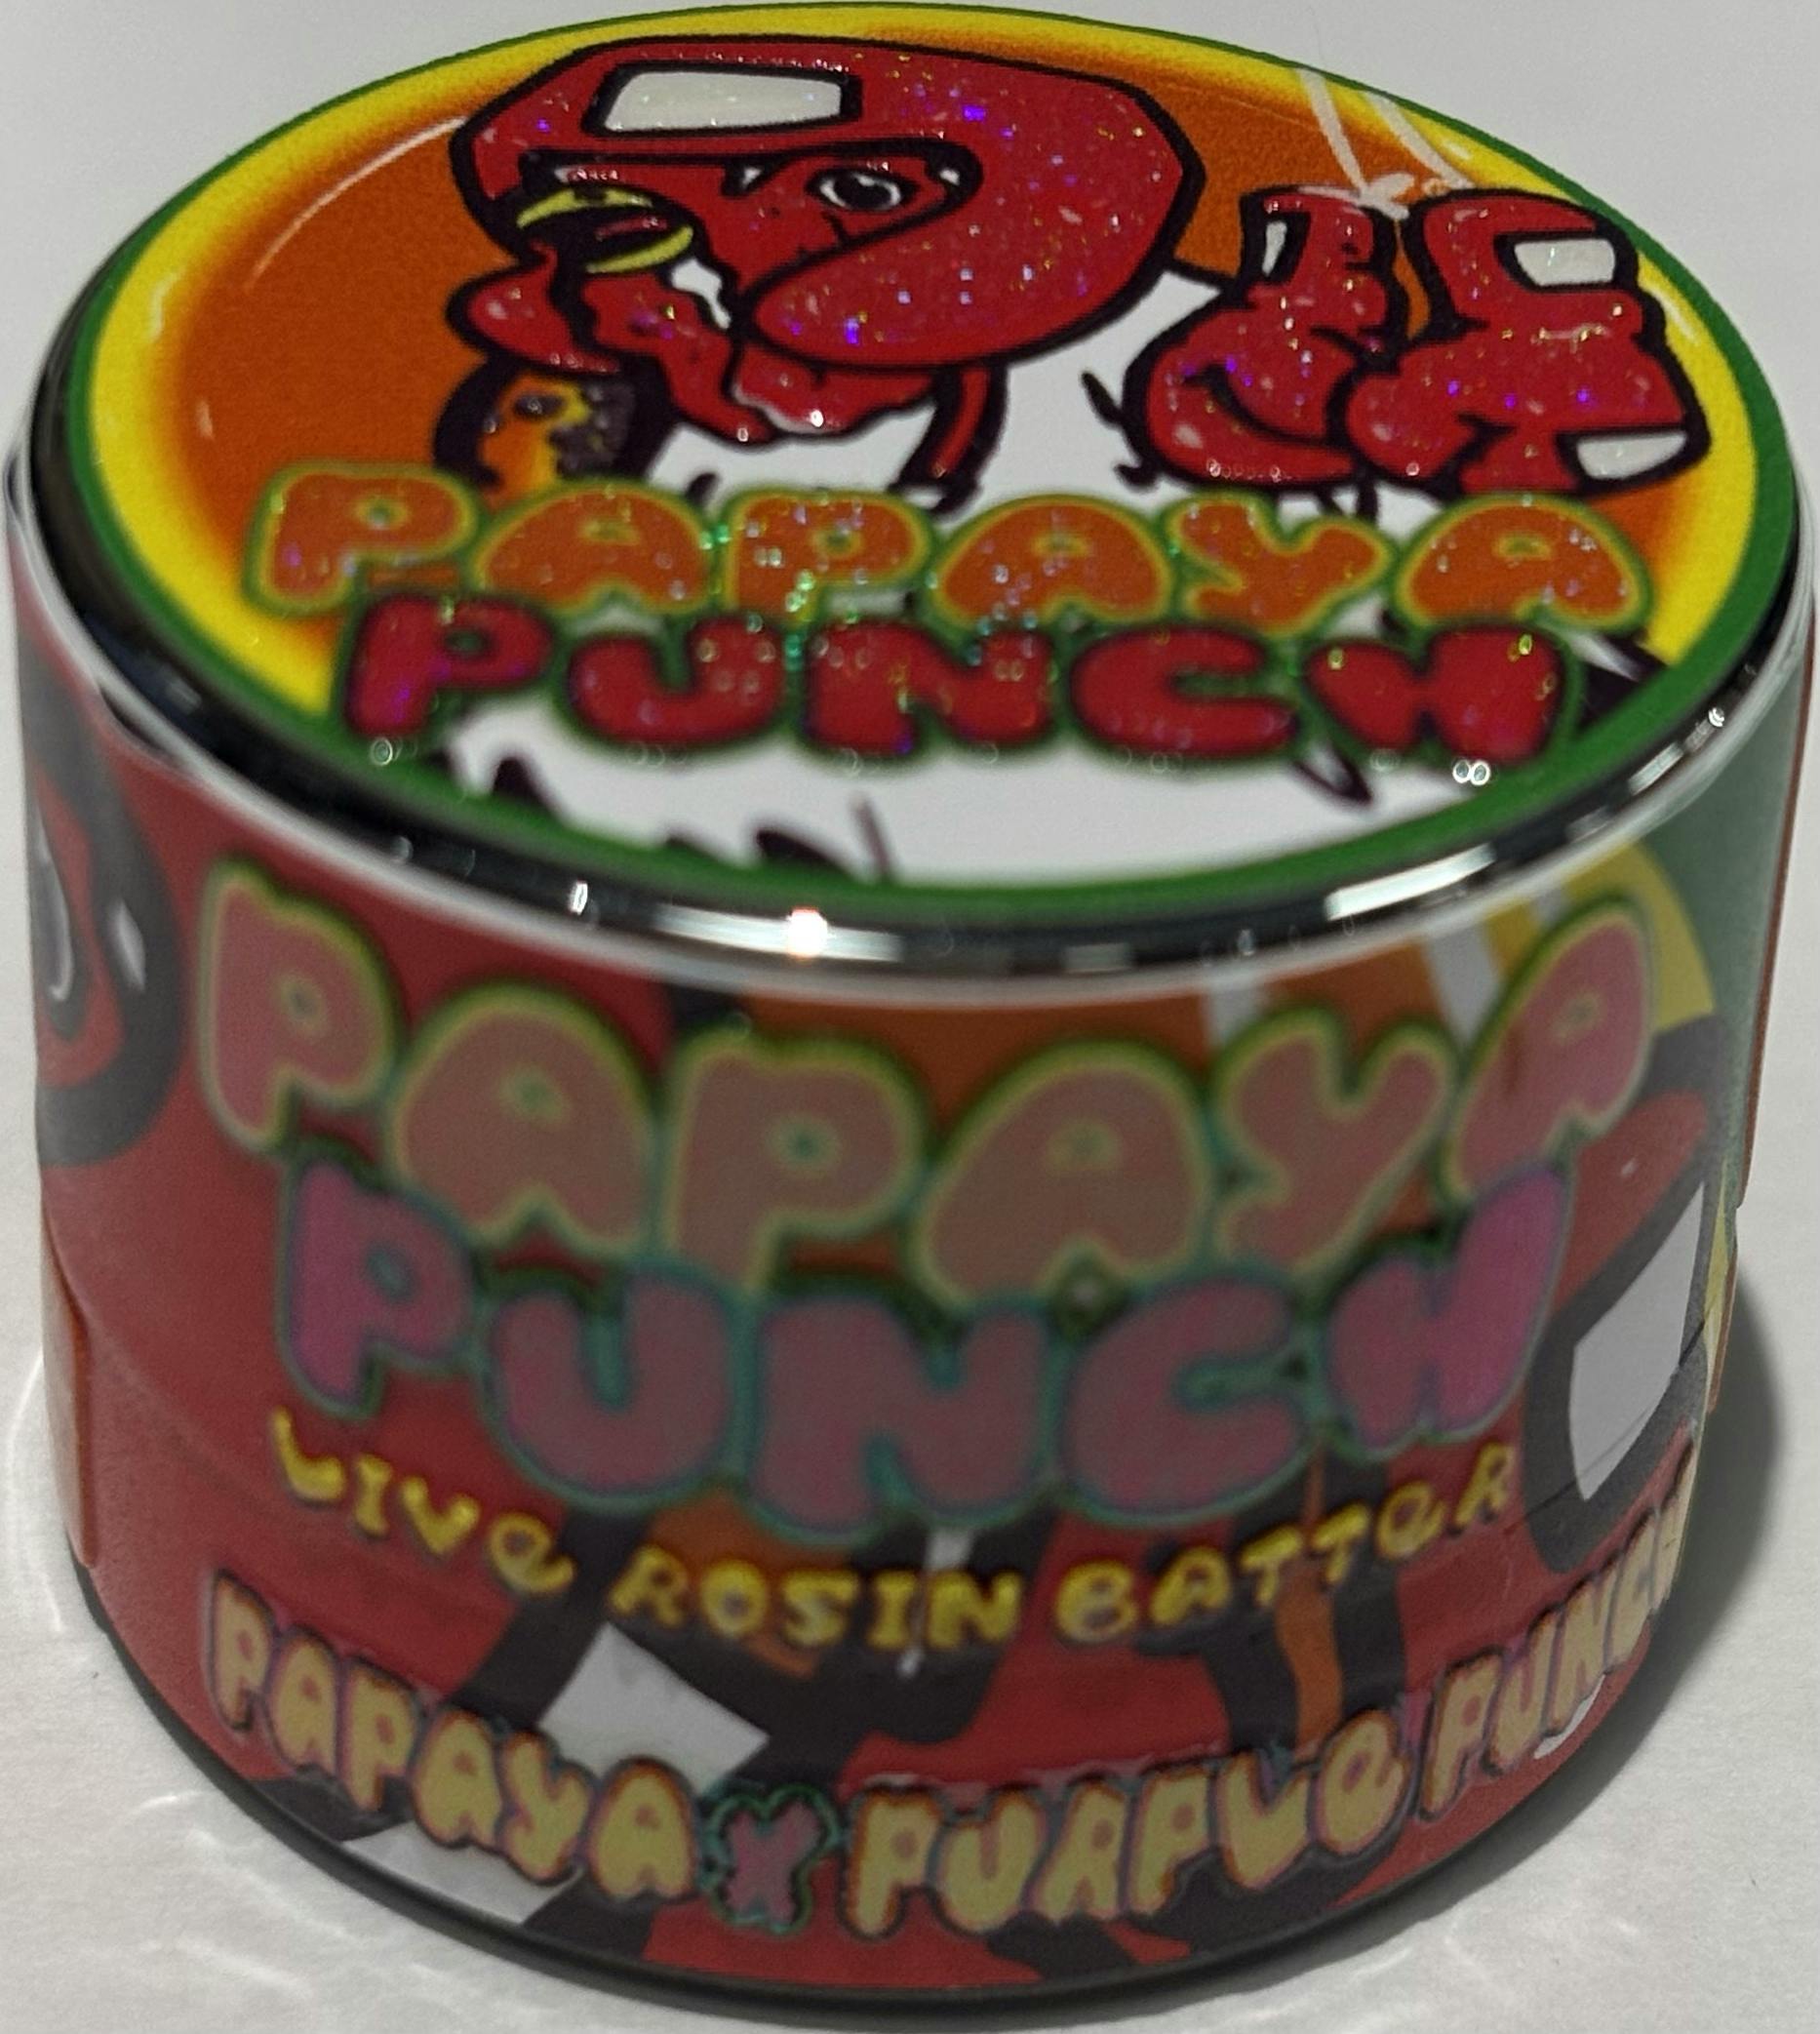 PAPAYA
PUNCH
PAPAYA
PUNCH
LIVe ROSIN BATTeR
PAPAYA X PURPLe PUNCH